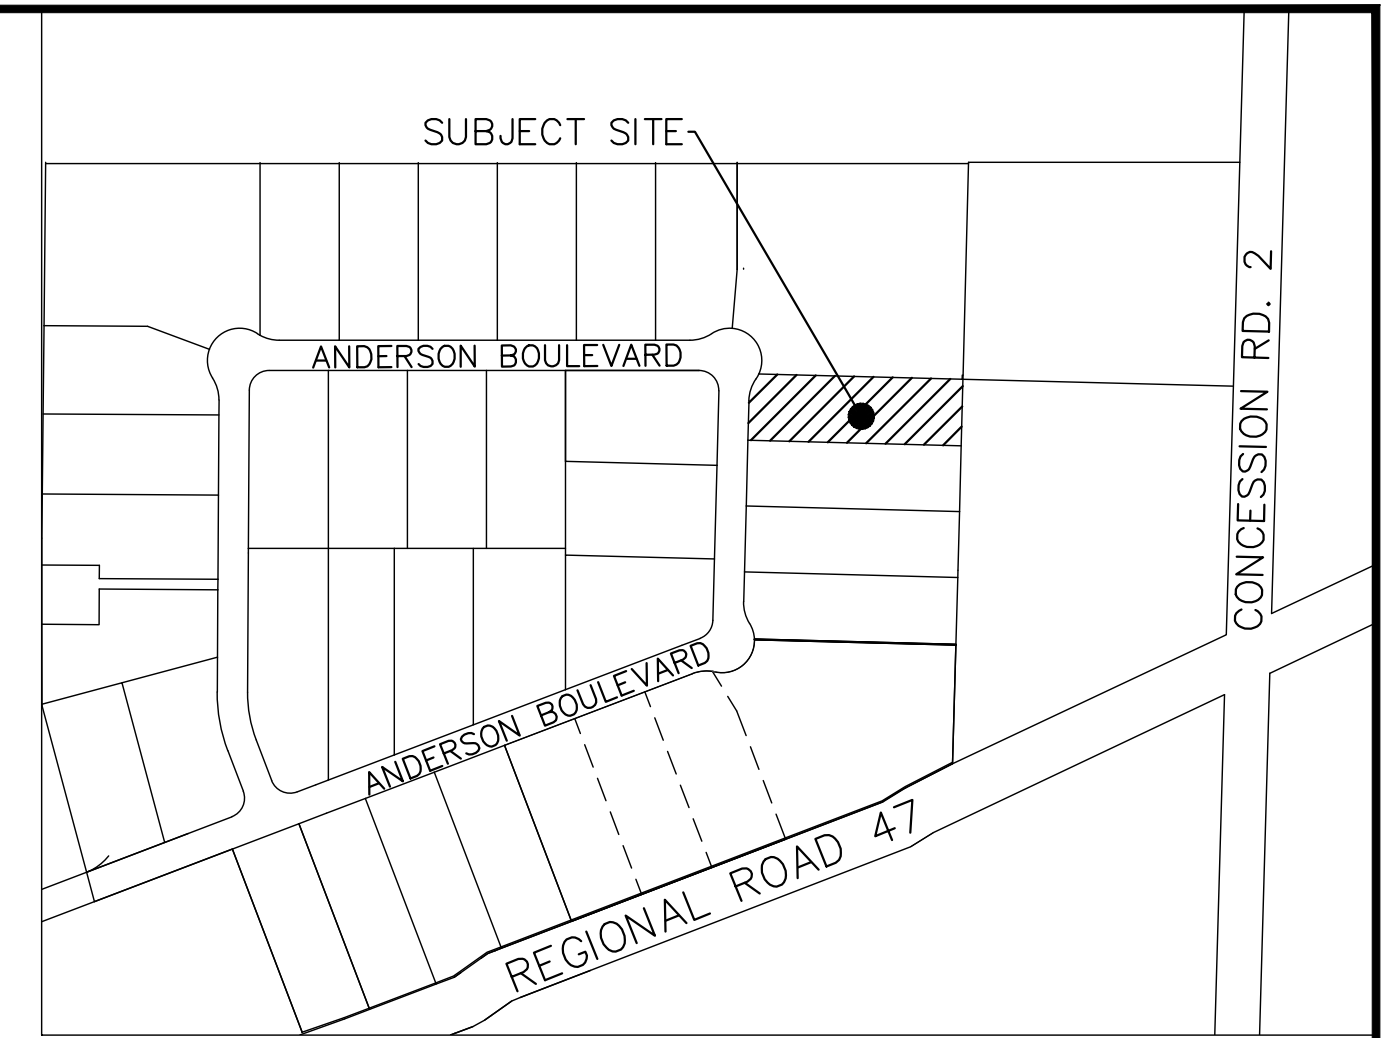 SUBJECT SITE
ANDERSON BOULEVARD
CONCESSION RD. 2
ANDERSON BOULEVARD
REGIONAL ROAD 47